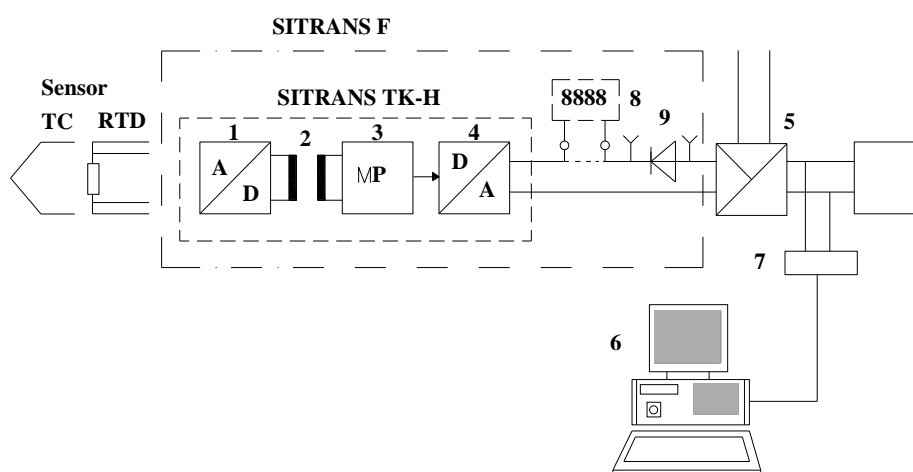 SITRANS F
Sensor
TC RTD
SITRANS TK-H
8888
8
9
5
1
2
3
4
A
D
MP
D
A
7
6